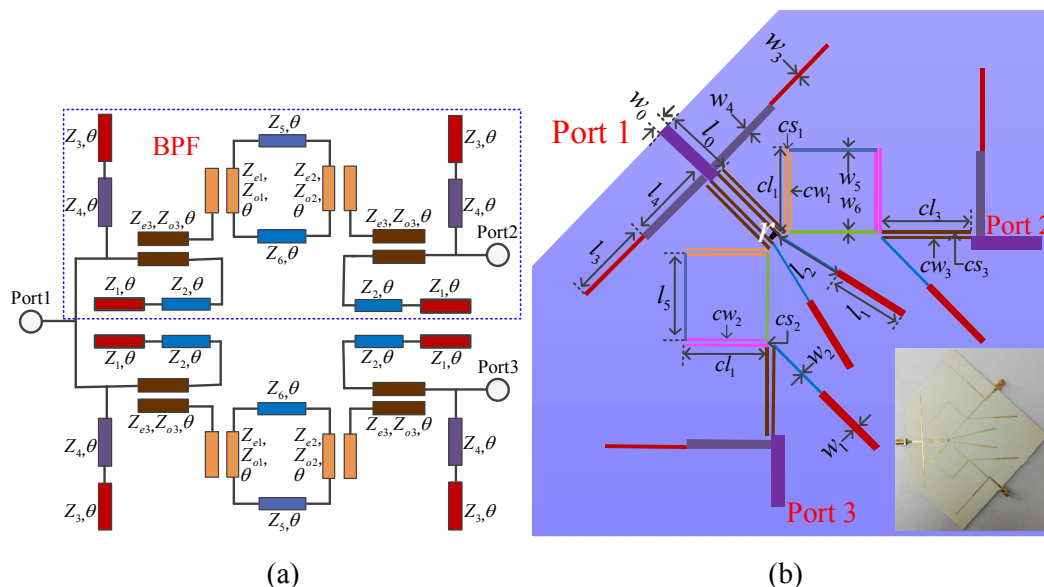 BPF
Z3,θ
Z5,θ
Z3,θ
Z4,θ
Ze1,
Zo1,
θ
Ze2,
Zo2,
θ
Z4,θ
Ze3,Zo3,θ
Z6,θ
Ze3,Zo3,θ
Port2
Z1,θ
Z2,θ
Z2,θ
Z1,θ
Port1
Z1,θ
Z2,θ
Z2,θ
Z1,θ
Port3
Ze3,Zo3,θ
Z6,θ
Ze3,Zo3,θ
Z4,θ
Ze1,
Zo1,
θ
Ze2,
Zo2,
θ
Z4,θ
Z3,θ
Z5,θ
Z3,θ
(a)
w3
w0
Port 1
l0
w4
cs1
cl1
cw1
w5
w6
cl3
Port 2
l4
l3
r
l2
cw3
cs3
l1
l5
cw2
cs2
w2
cl1
w1
Port 3
(b)